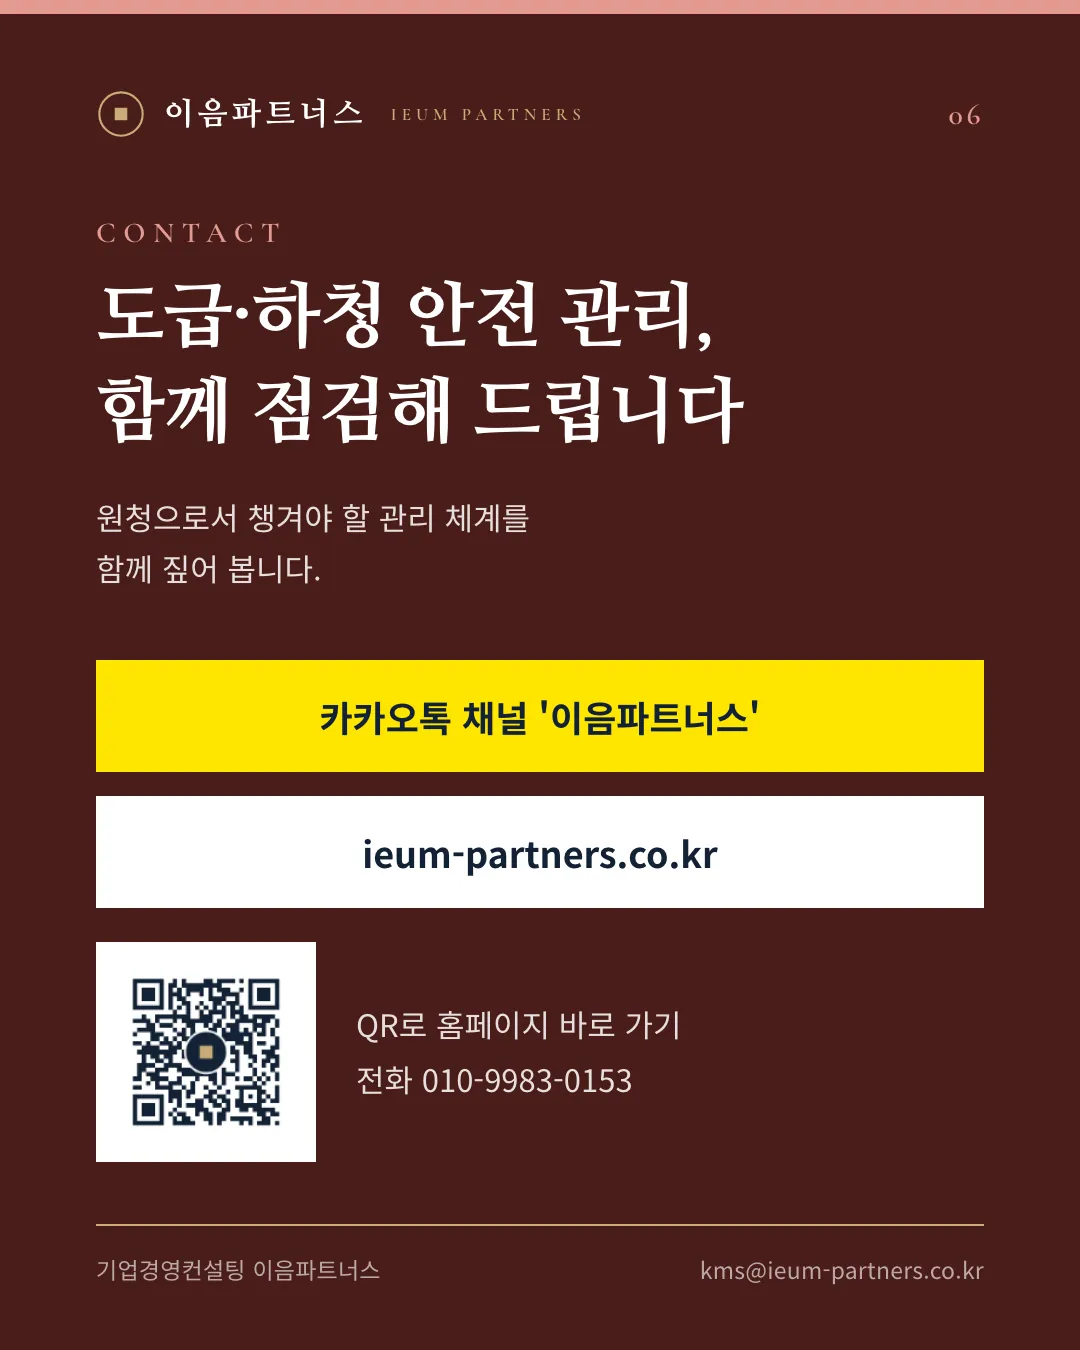 이음파트너스 IEUM PARTNERS 06
CONTACT
도급·하청 안전 관리,
함께 점검해 드립니다
원청으로서 챙겨야 할 관리 체계를
함께 짚어 봅니다.
카카오톡 채널 '이음파트너스'
ieum-partners.co.kr
QR로 홈페이지 바로 가기
전화 010-9983-0153
기업경영컨설팅 이음파트너스 kms@ieum-partners.co.kr